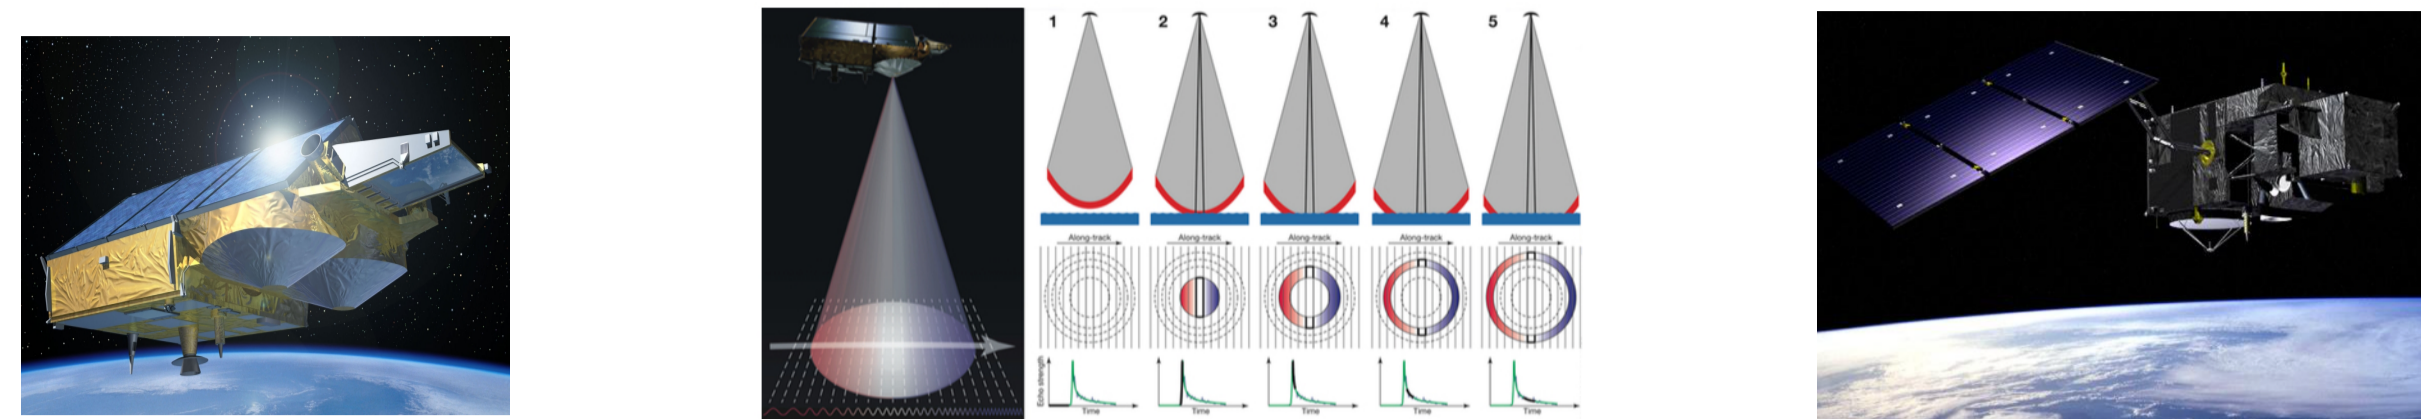 1 2 3 4 5
Along-track Along-track Along-track Along-track Along-track
Echo strength
Time Time Time Time Time